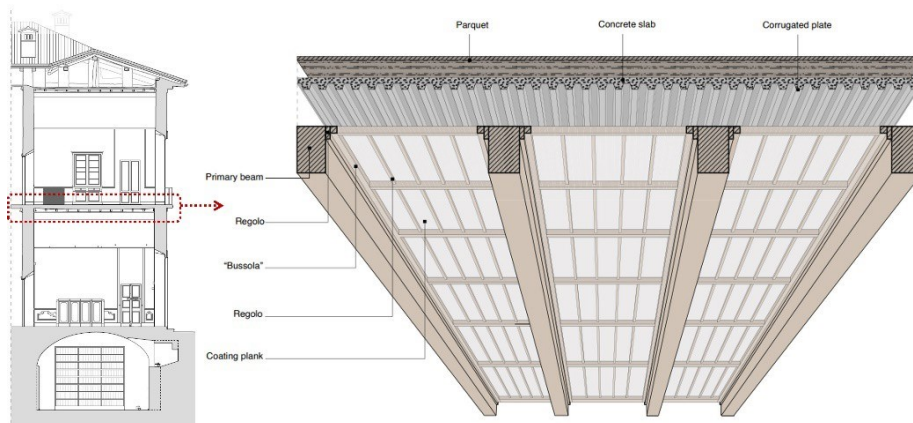 Parquet
Concrete slab
Corrugated plate
Primary beam
Regolo
“Bussola”
Regolo
Coating plank